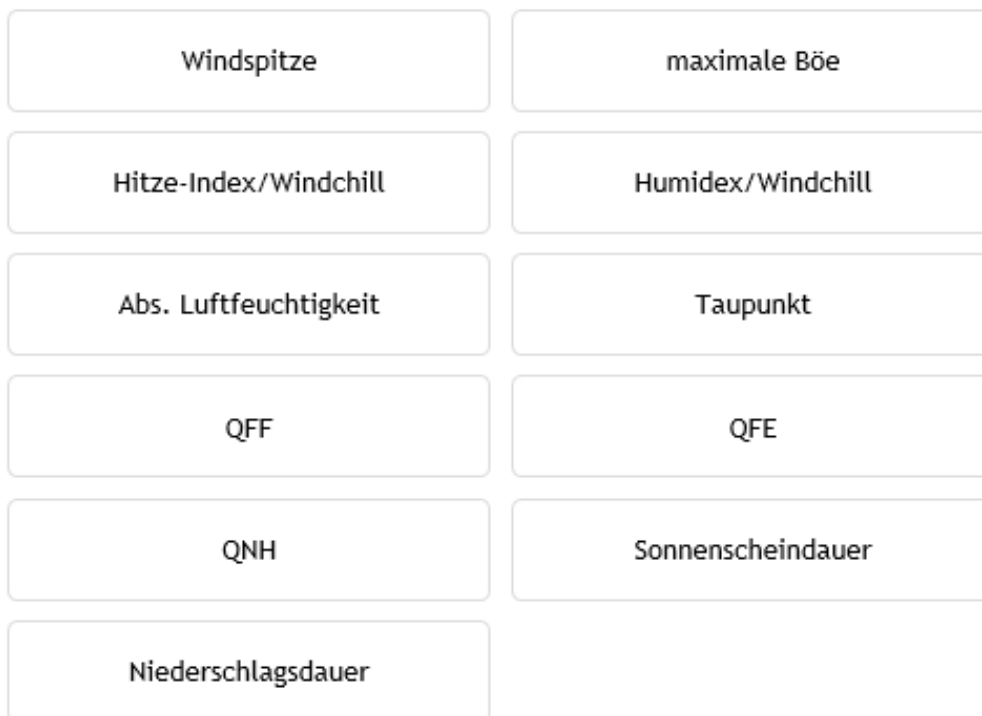 Windspitze
maximale Böe
Hitze-Index/Windchill
Humidex/Windchill
Abs. Luftfeuchtigkeit
Taupunkt
QFF
QFE
QNH
Sonnenscheindauer
Niederschlagsdauer